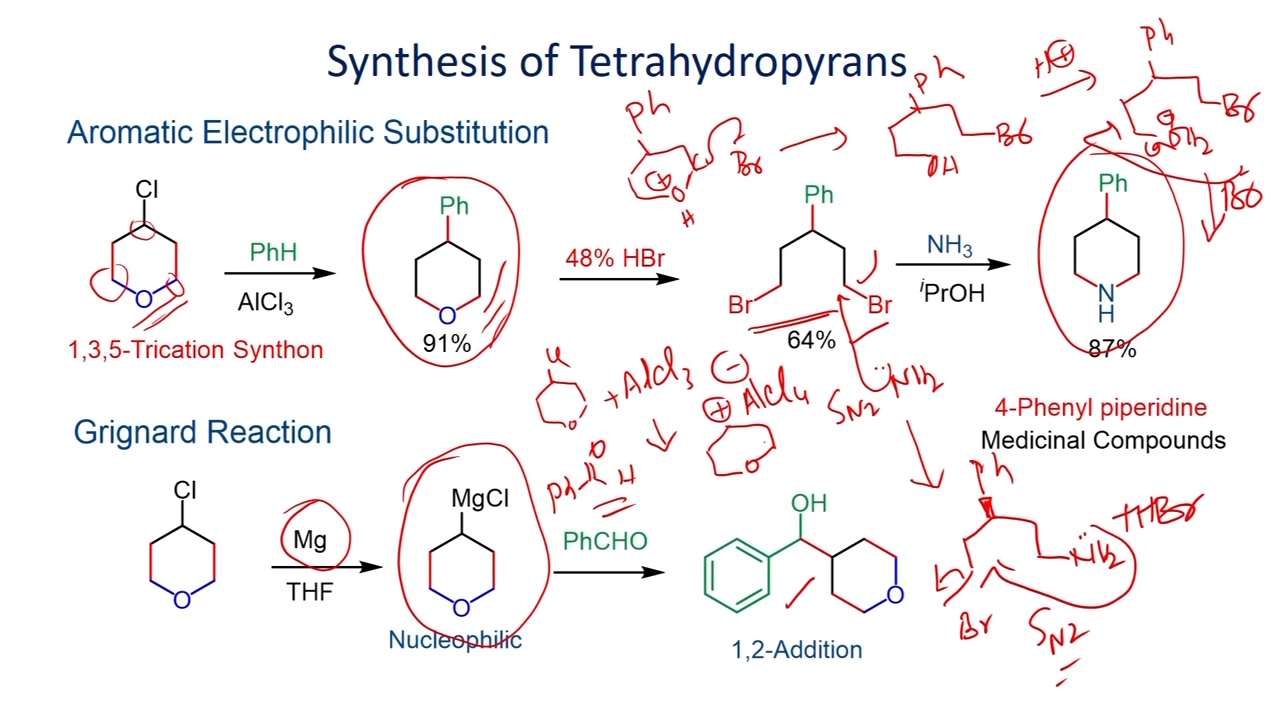 Synthesis of Tetrahydropyrans
Aromatic Electrophilic Substitution
Cl
O
1,3,5-Trication Synthon
PhH
AlCl3
Ph
O
91%
48% HBr
Ph
Br
Br
64%
NH3
iPrOH
Ph
N
H
87%
4-Phenyl piperidine
Medicinal Compounds
Ph
O
H
Br
Ph
Br
OH
+H⊕
Ph
Br
OH2
Br
+ AlCl3
⊕
⊖
AlCl4
O
SN2
NH2
Ph
NH2
+HBr
Br
SN2
Grignard Reaction
Cl
O
Mg
THF
MgCl
O
Nucleophilic
Ph
O
H
PhCHO
OH
O
1,2-Addition